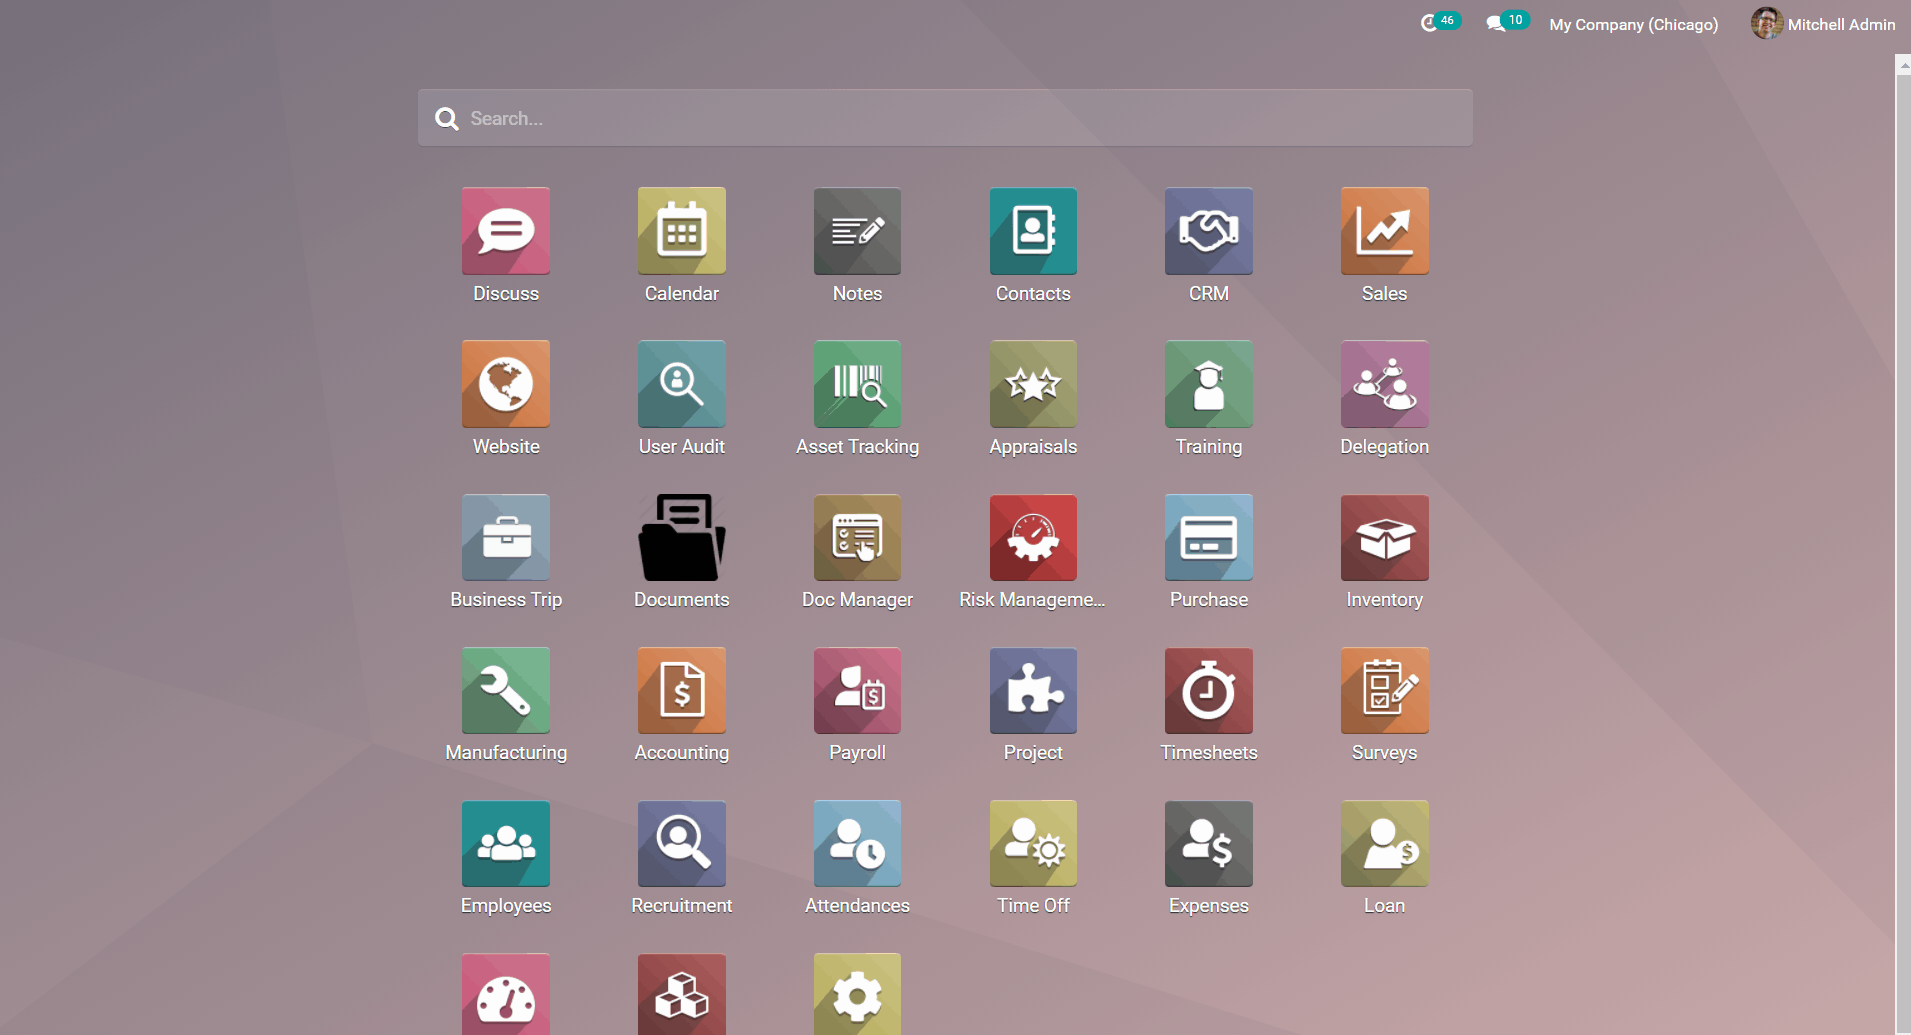 46 10 My Company (Chicago) Mitchell Admin
Search...
Discuss Calendar Notes Contacts CRM Sales
Website User Audit Asset Tracking Appraisals Training Delegation
Business Trip Documents Doc Manager Risk Manageme... Purchase Inventory
Manufacturing Accounting Payroll Project Timesheets Surveys
Employees Recruitment Attendances Time Off Expenses Loan